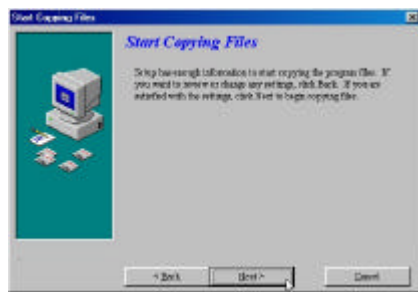 Start Copying Files
Start Copying Files
Setup has enough information to start copying the program files. If
you want to review or change any settings, click Back. If you are
satisfied with the settings, click Next to begin copying files.
< Back
Next >
Cancel